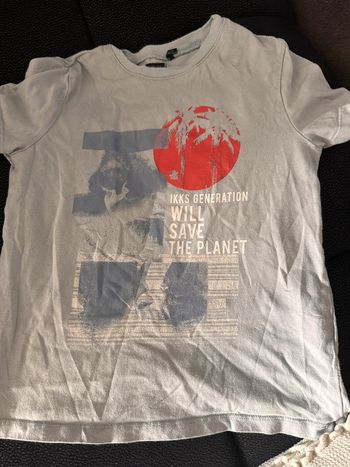 IKKS GENERATION
WILL
SAVE
THE PLANET